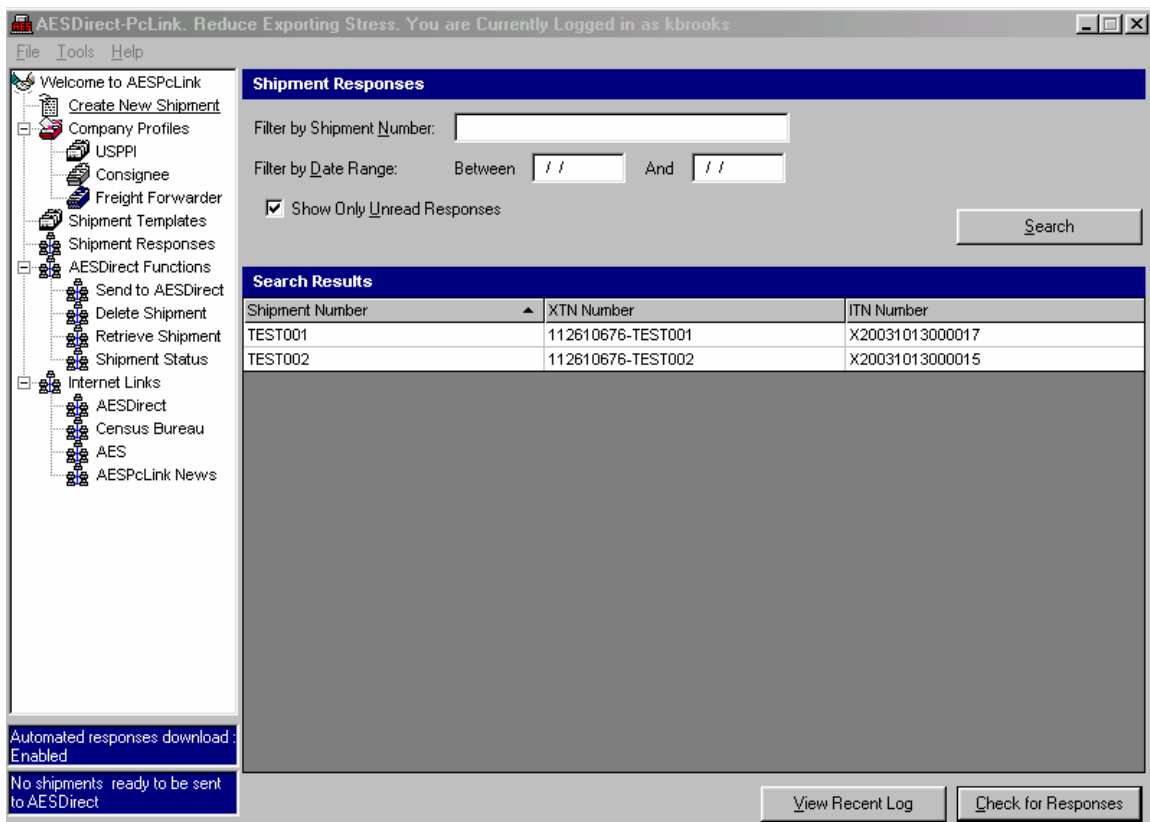 AESDirect-PcLink. Reduce Exporting Stress. You are Currently Logged in as kbrooks
File Tools Help
Welcome to AESPcLink
Create New Shipment
Company Profiles
USPPI
Consignee
Freight Forwarder
Shipment Templates
Shipment Responses
AESDirect Functions
Send to AESDirect
Delete Shipment
Retrieve Shipment
Shipment Status
Internet Links
AESDirect
Census Bureau
AES
AESPcLink News
Automated responses download :
Enabled
No shipments ready to be sent
to AESDirect
Shipment Responses
Filter by Shipment Number:
Filter by Date Range: Between / / And / /
Show Only Unread Responses
Search
Search Results
Shipment Number XTN Number ITN Number
TEST001 112610676-TEST001 X20031013000017
TEST002 112610676-TEST002 X20031013000015
View Recent Log Check for Responses